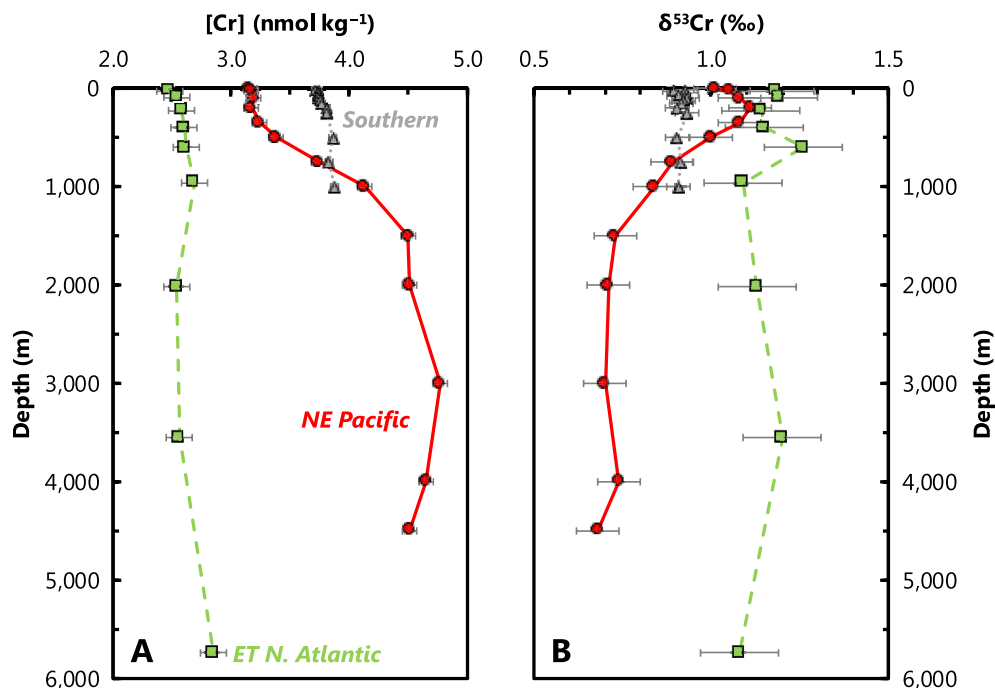 [Cr] (nmol kg⁻¹)
δ⁵³Cr (‰)
2.0 3.0 4.0 5.0
0.5 1.0 1.5
0 0
1,000 1,000
2,000 2,000
3,000 3,000
4,000 4,000
5,000 5,000
6,000 6,000
Depth (m)
Depth (m)
Southern
NE Pacific
ET N. Atlantic
A
B